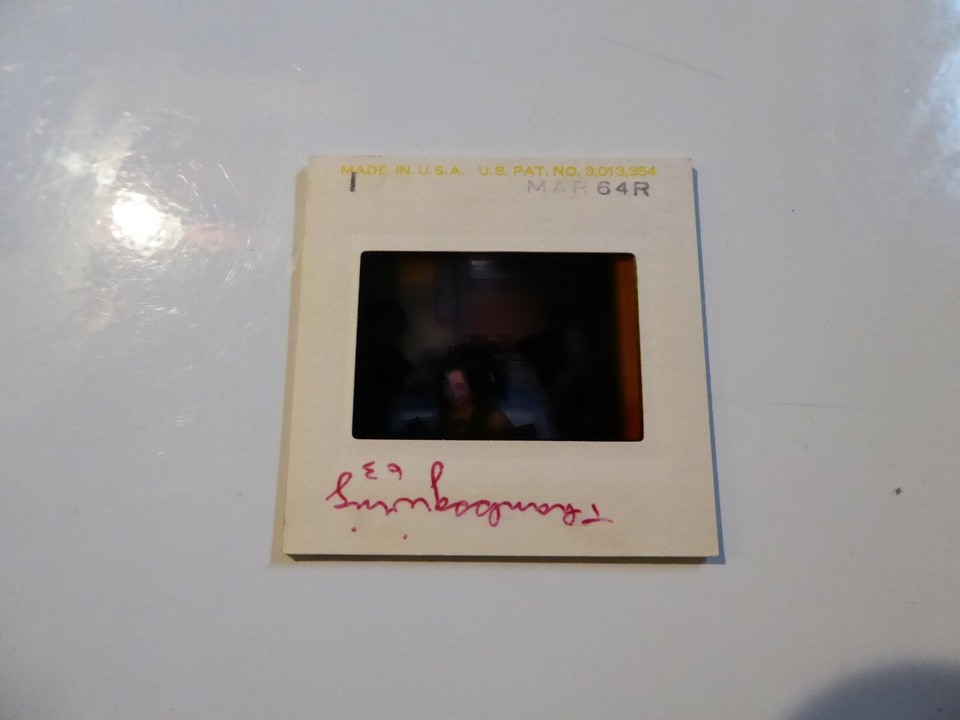 MADE IN U.S.A. U.S. PAT. NO. 3,013,354
MAR 64R
Thanksgiving
63